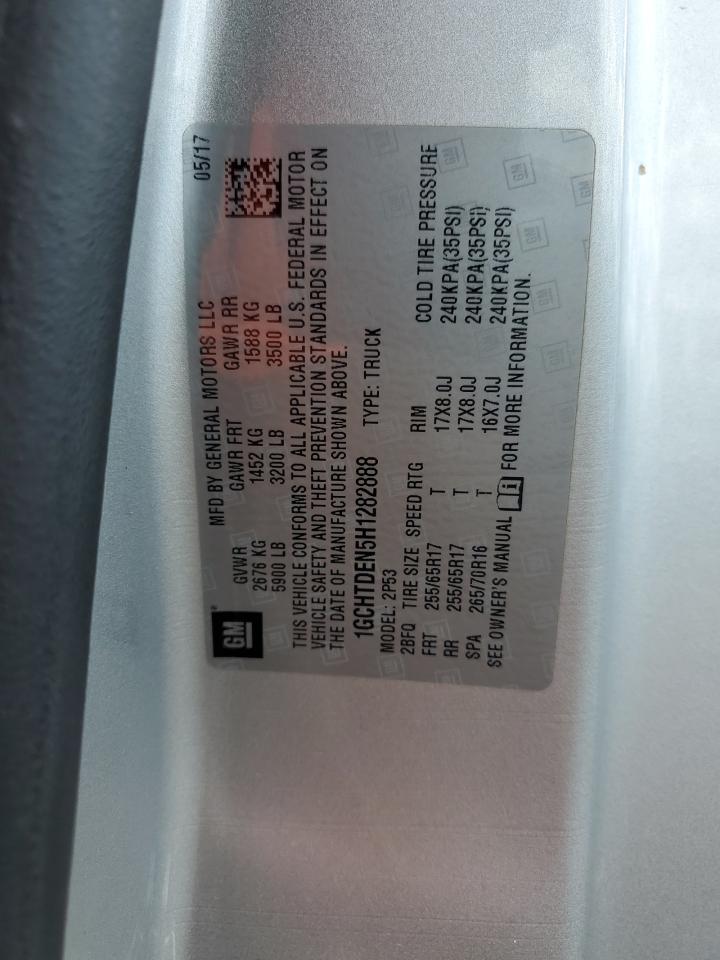 GM®
MFD BY GENERAL MOTORS LLC 05/17
GVWR GAWR FRT GAWR RR
2676 KG 1452 KG 1588 KG
5900 LB 3200 LB 3500 LB
THIS VEHICLE CONFORMS TO ALL APPLICABLE U.S. FEDERAL MOTOR
VEHICLE SAFETY AND THEFT PREVENTION STANDARDS IN EFFECT ON
THE DATE OF MANUFACTURE SHOWN ABOVE.
1GCHTDEN5H1282888 TYPE: TRUCK
MODEL: 2P53
2BFQ TIRE SIZE SPEED RTG RIM COLD TIRE PRESSURE
FRT 255/65R17 T 17X8.0J 240KPA(35PSI)
RR 255/65R17 T 17X8.0J 240KPA(35PSI)
SPA 265/70R16 T 16X7.0J 240KPA(35PSI)
SEE OWNER'S MANUAL FOR MORE INFORMATION.